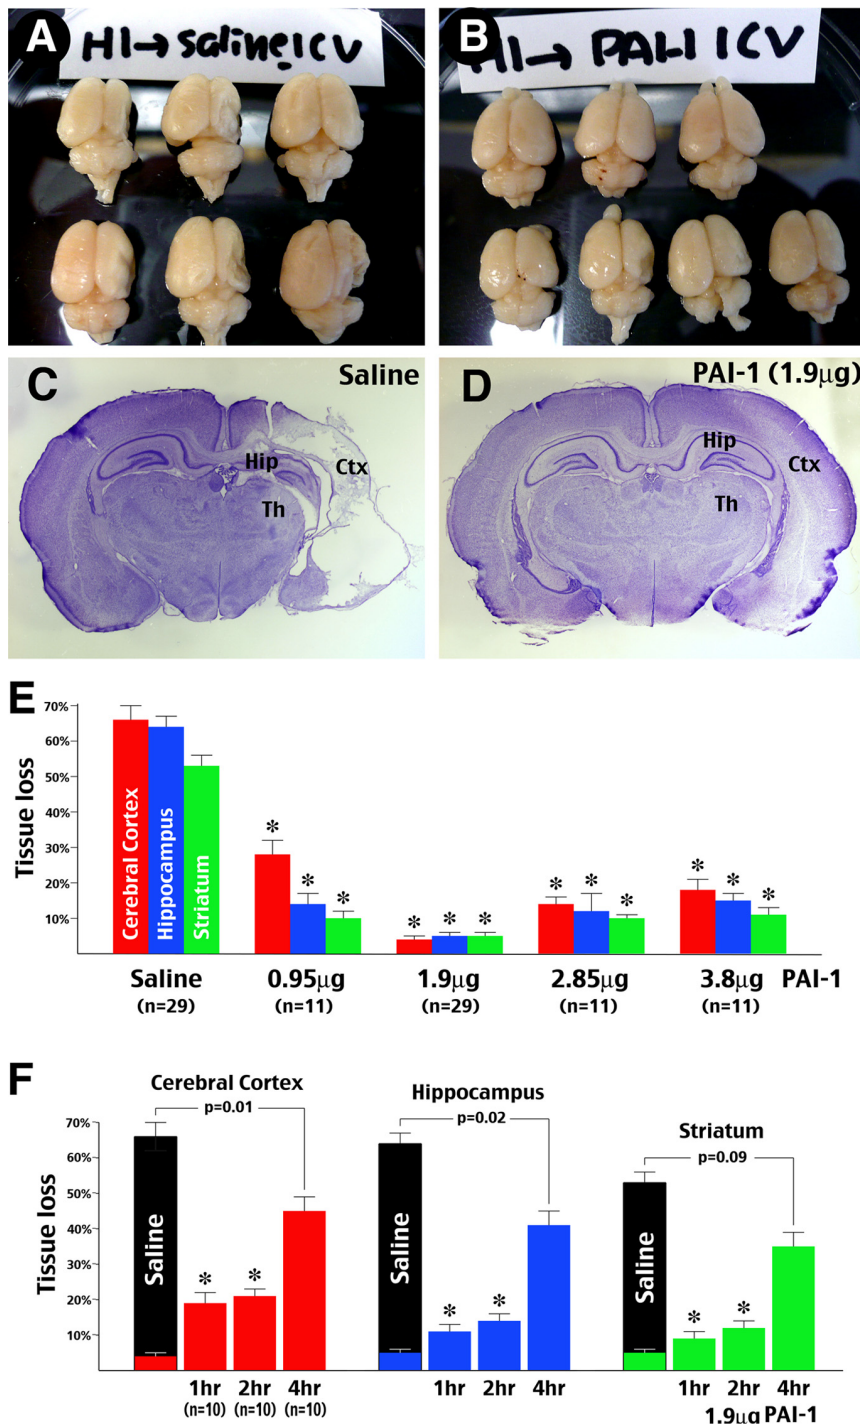 A
HI→Saline ICV
B
HI→ PAI-1 ICV
C
Saline
Hip
Ctx
Th
D
PAI-1 (1.9μg)
Hip
Ctx
Th
E
Tissue loss
70%
60%
50%
40%
30%
20%
10%
Cerebral Cortex
Hippocampus
Striatum
* * *
* * *
* * *
* * *
Saline 0.95μg 1.9μg 2.85μg 3.8μg PAI-1
(n=29) (n=11) (n=29) (n=11) (n=11)
F
Tissue loss
70%
60%
50%
40%
30%
20%
10%
Cerebral Cortex
p=0.01
Saline
* *
1hr 2hr 4hr
(n=10) (n=10) (n=10)
Hippocampus
p=0.02
Saline
* *
1hr 2hr 4hr
Striatum
p=0.09
Saline
* *
1hr 2hr 4hr
1.9μg PAI-1